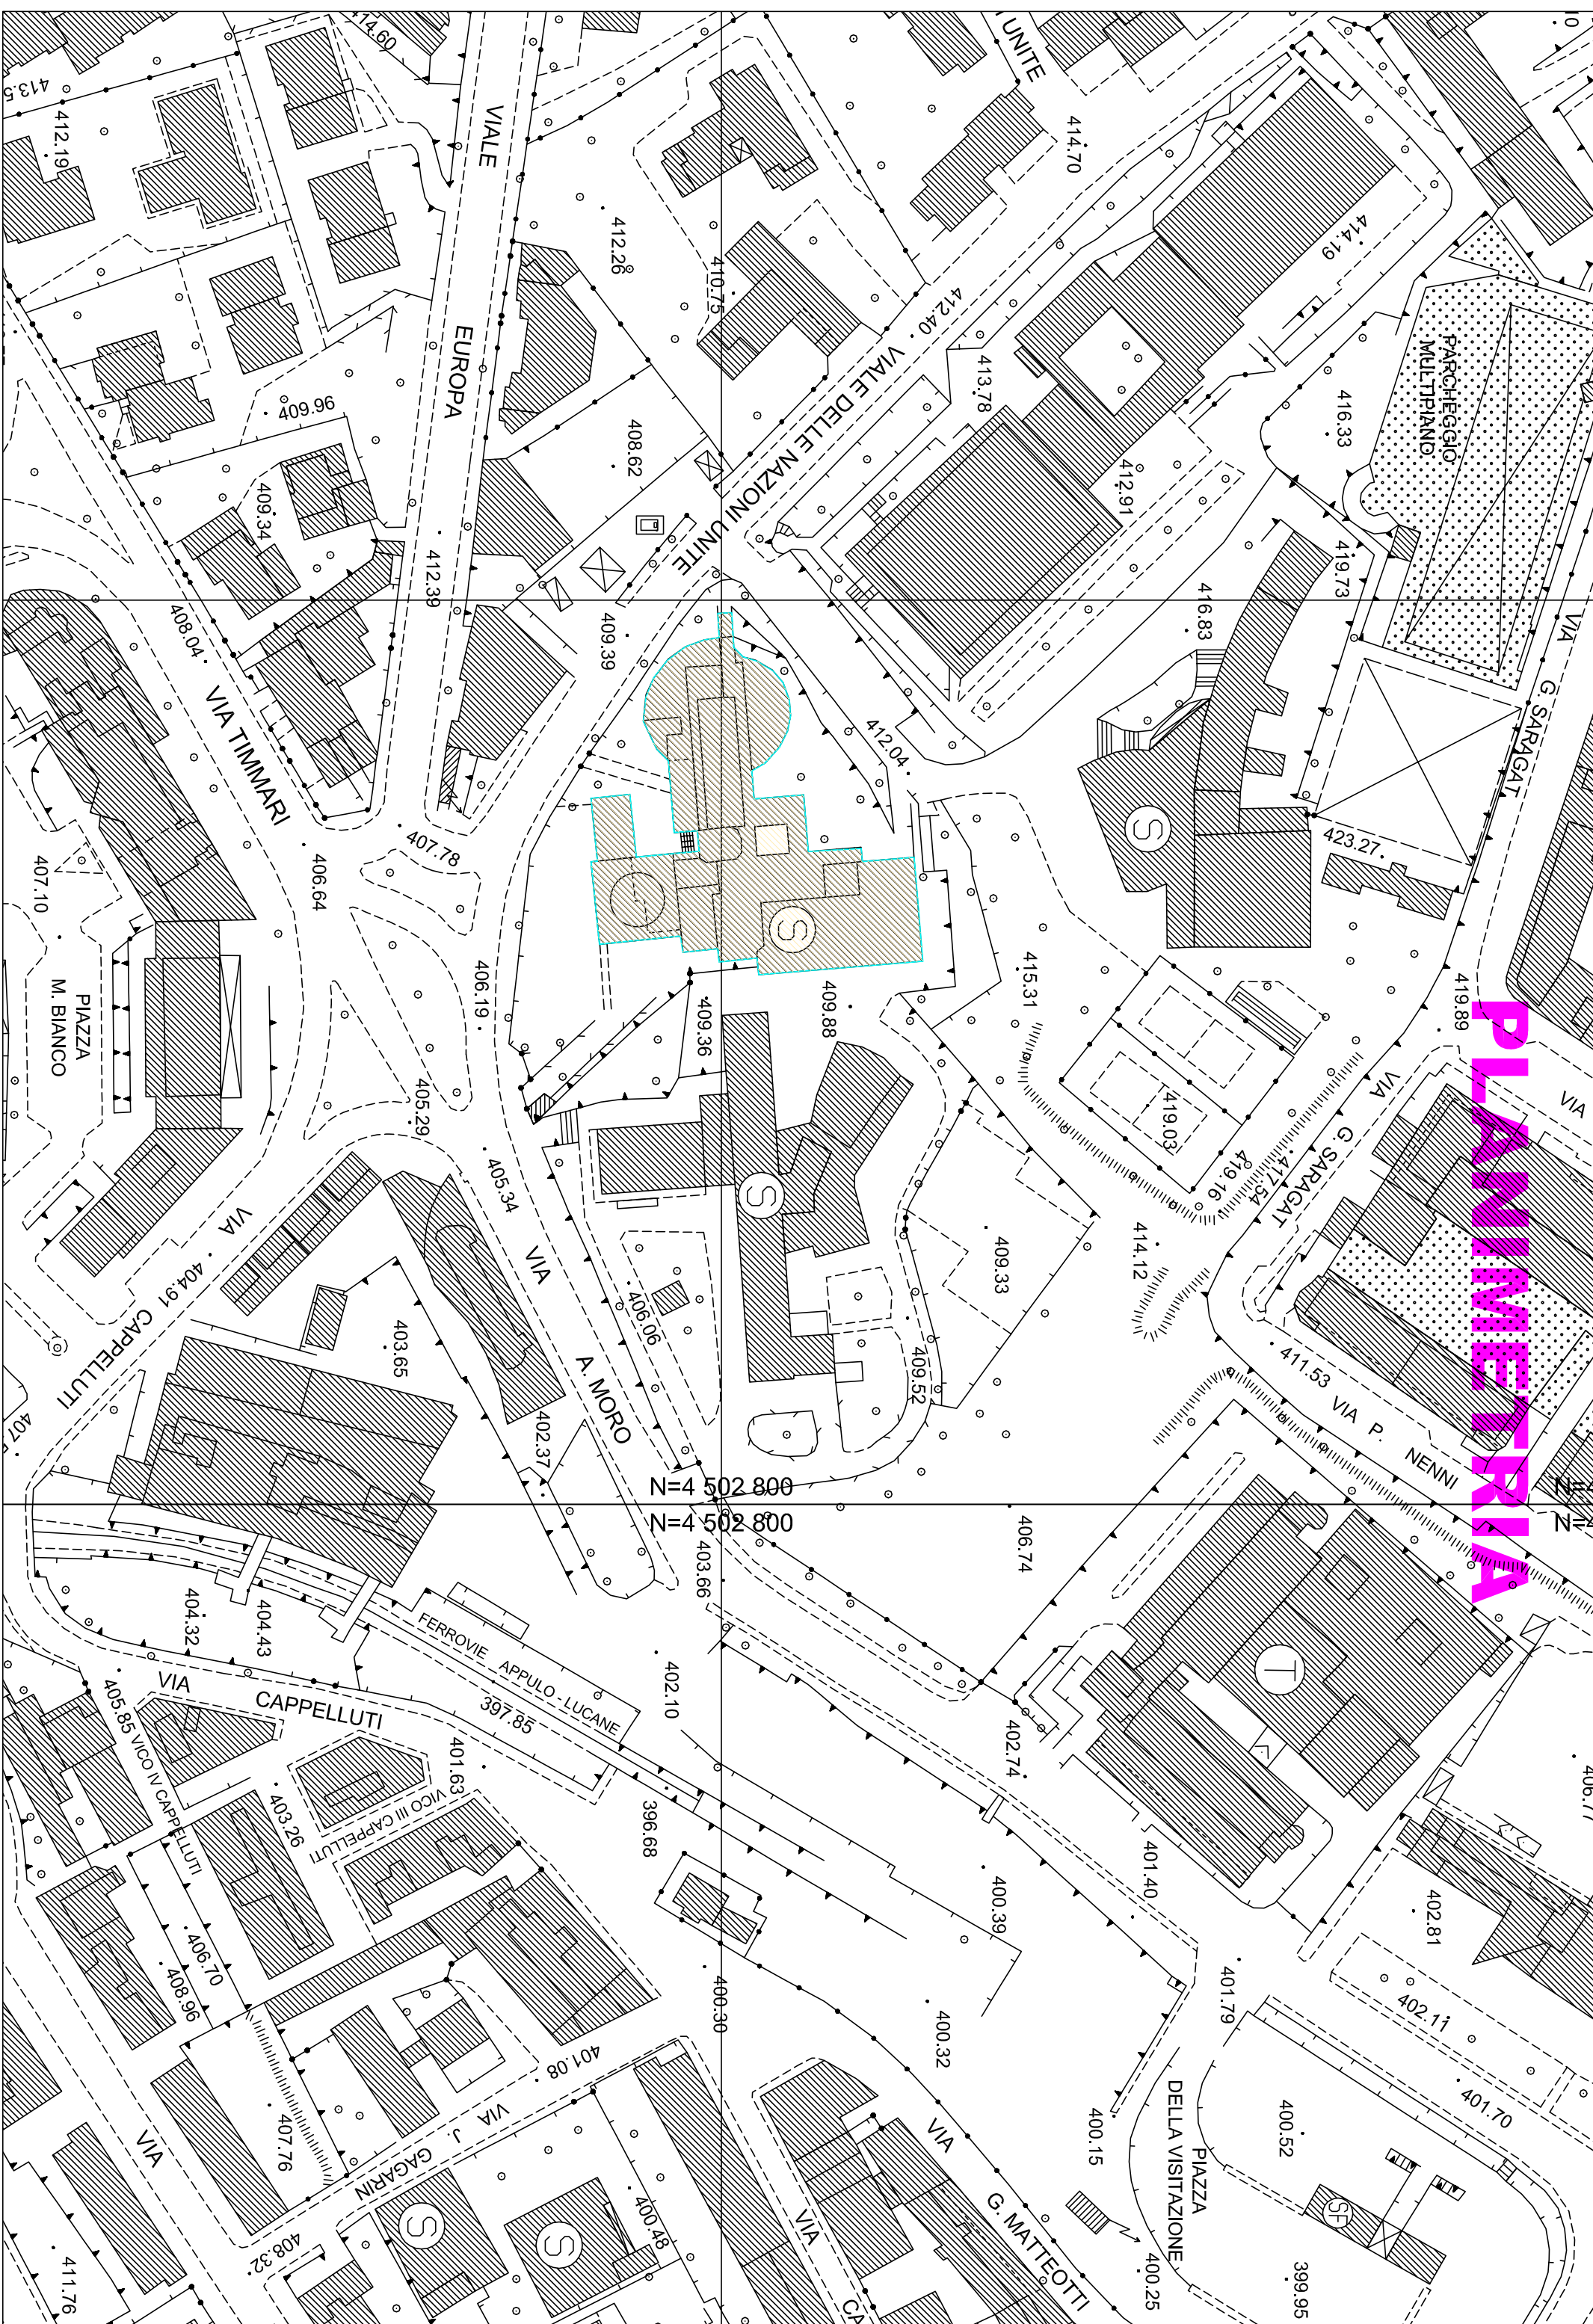 PLANIMETRIA
414.60
UNITE
413.5
412.19
VIALE
EUROPA
412.26
410.75
412.40
VIALE DELLE NAZIONI UNITE
414.70
414.19
PARCHEGGIO
MULTIPIANO
416.33
413.78
412.91
409.96
409.34
408.62
412.39
409.39
419.73
416.83
VIA
G. SARAGAT
408.04
VIA TIMMARI
412.04
S
423.27
407.78
406.64
407.10
S
S
PIAZZA
M. BIANCO
406.19
409.36
409.88
415.31
419.89
VIA
VIA
G. SARAGAT
405.29
405.34
419.03
419.16
417.54
S
VIA
A. MORO
VIA
CAPPELLUTI
404.91
406.06
409.33
414.12
409.52
403.65
411.53
VIA P. NENNI
402.37
N=4 502 800
N=4 502 800
403.66
406.74
404.32
404.43
FERROVIE APPULO - LUCANE
397.85
402.10
T
VIA
CAPPELLUTI
405.85
VICO IV CAPPELLUTI
401.63
VICO III CAPPELLUTI
403.26
402.74
406.77
396.68
401.40
400.39
402.81
406.70
408.96
400.30
400.32
401.79
402.11
401.08
VIA
J. GAGARIN
407.76
VIA
400.15
PIAZZA
DELLA VISITAZIONE
400.52
401.70
VIA
G. MATTEOTTI
S
S
400.48
VIA
CA
SF
408.32
411.76
400.25
399.95